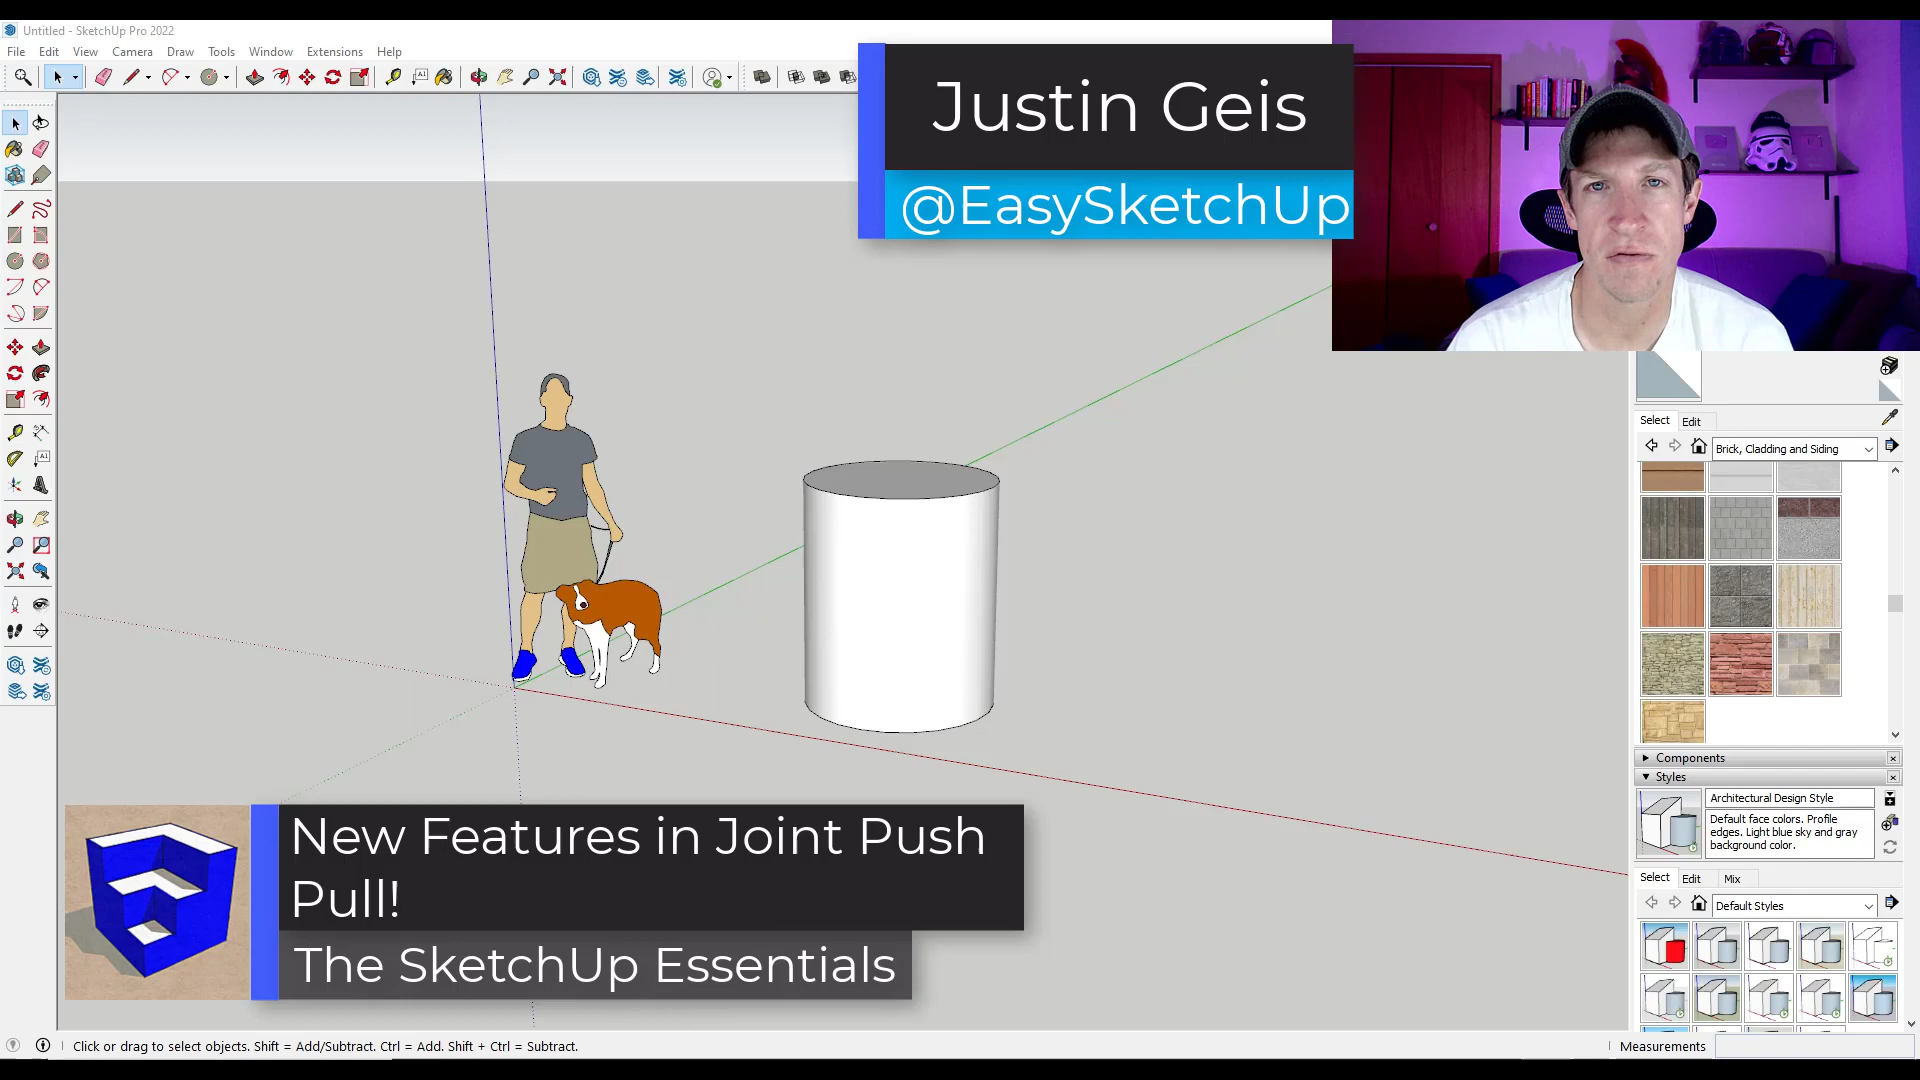 Untitled - SketchUp Pro 2022
File Edit View Camera Draw Tools Window Extensions Help
Justin Geis
@EasySketchUp
Select Edit
Brick, Cladding and Siding
Components
Styles
Architectural Design Style
Default face colors. Profile
edges. Light blue sky and gray
background color.
Select Edit Mix
Default Styles
New Features in Joint Push
Pull!
The SketchUp Essentials
Click or drag to select objects. Shift = Add/Subtract. Ctrl = Add. Shift + Ctrl = Subtract.
Measurements